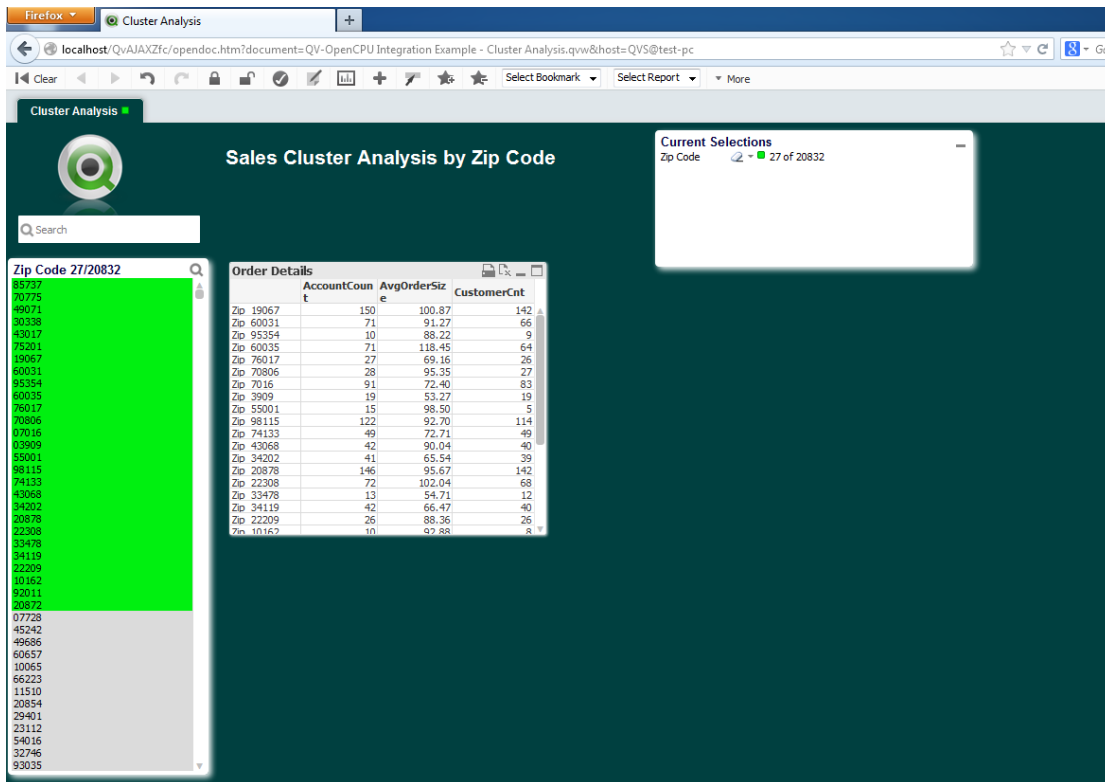 Firefox
Cluster Analysis
localhost/QvAJAXZfc/opendoc.htm?document=QV-OpenCPU Integration Example - Cluster Analysis.qvw&host=QVS@test-pc
Clear Select Bookmark Select Report More
Cluster Analysis
Sales Cluster Analysis by Zip Code
Current Selections
Zip Code 27 of 20832
Search
Zip Code 27/20832
85737
70775
49071
30338
43017
75201
19067
60031
95354
60035
76017
70806
07016
03909
55001
98115
74133
43068
34202
20878
22308
33478
34119
22209
10162
92011
20872
07728
45242
49686
60657
10065
66223
11510
20854
29401
23112
54016
32746
93035
Order Details
AccountCoun AvgOrderSiz CustomerCnt
t e
Zip 19067 150 100.87 142
Zip 60031 71 91.27 66
Zip 95354 10 88.22 9
Zip 60035 71 118.45 64
Zip 76017 27 69.16 26
Zip 70806 28 95.35 27
Zip 7016 91 72.40 83
Zip 3909 19 53.27 19
Zip 55001 15 98.50 5
Zip 98115 122 92.70 114
Zip 74133 49 72.71 49
Zip 43068 42 90.04 40
Zip 34202 41 65.54 39
Zip 20878 146 95.67 142
Zip 22308 72 102.04 68
Zip 33478 13 54.71 12
Zip 34119 42 66.47 40
Zip 22209 26 88.36 26
Zip 10162 10 92.88 8